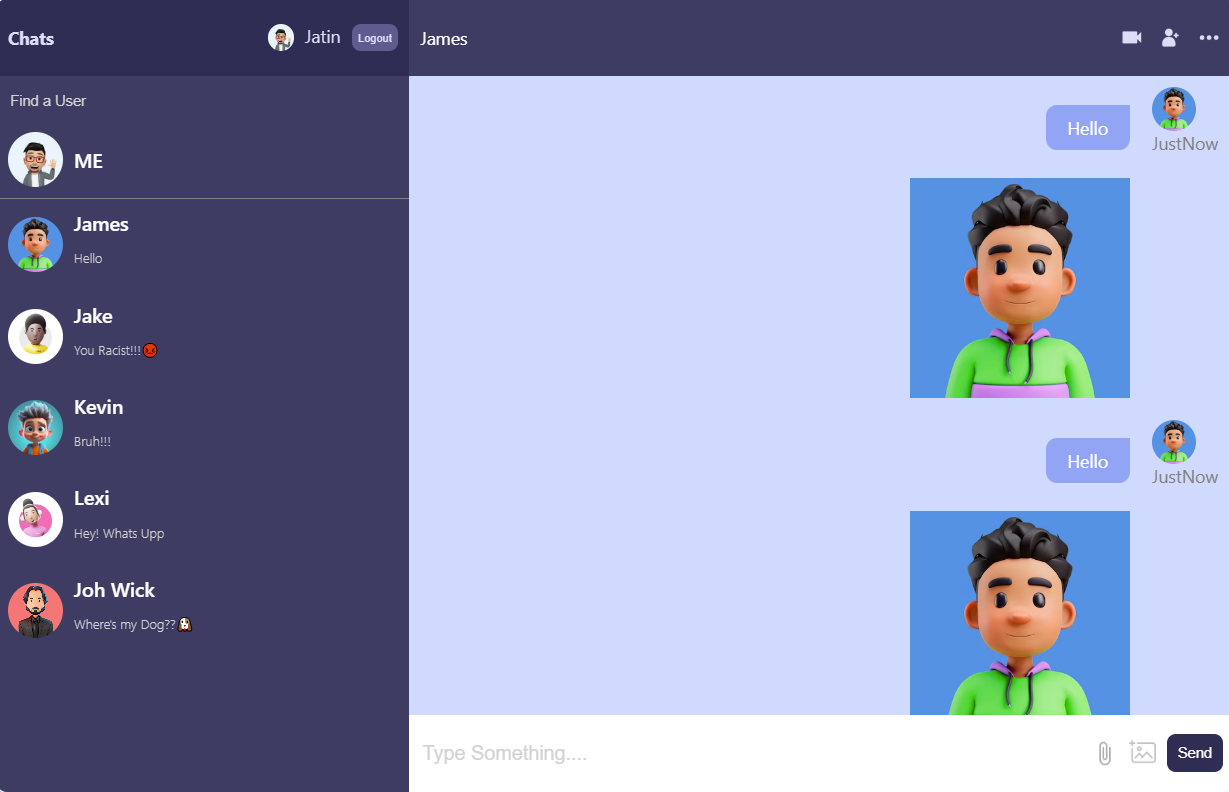 Chats
Jatin
Logout
Find a User
ME
James
Hello
Jake
You Racist!!!😡
Kevin
Bruh!!!
Lexi
Hey! Whats Upp
Joh Wick
Where's my Dog??🐶
James
Hello
JustNow
Hello
JustNow
Type Something....
Send